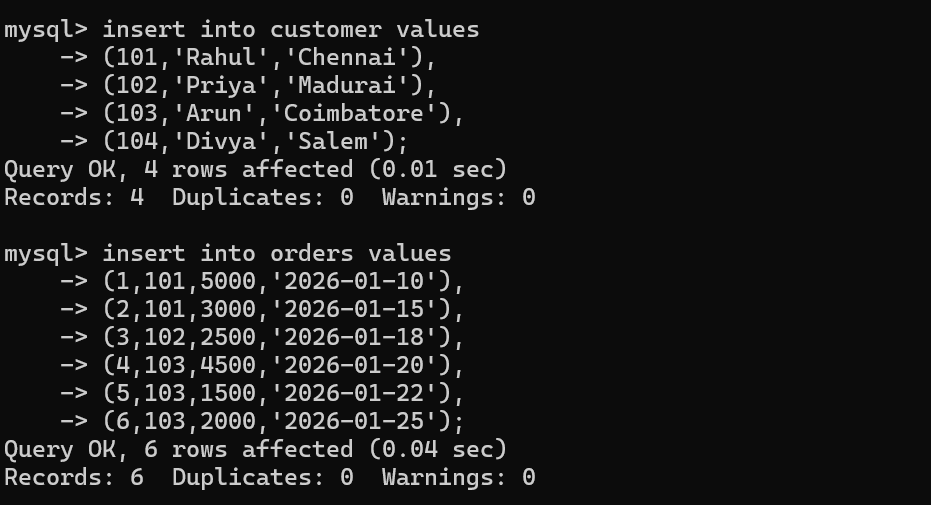 mysql> insert into customer values
    -> (101,'Rahul','Chennai'),
    -> (102,'Priya','Madurai'),
    -> (103,'Arun','Coimbatore'),
    -> (104,'Divya','Salem');
Query OK, 4 rows affected (0.01 sec)
Records: 4  Duplicates: 0  Warnings: 0

mysql> insert into orders values
    -> (1,101,5000,'2026-01-10'),
    -> (2,101,3000,'2026-01-15'),
    -> (3,102,2500,'2026-01-18'),
    -> (4,103,4500,'2026-01-20'),
    -> (5,103,1500,'2026-01-22'),
    -> (6,103,2000,'2026-01-25');
Query OK, 6 rows affected (0.04 sec)
Records: 6  Duplicates: 0  Warnings: 0